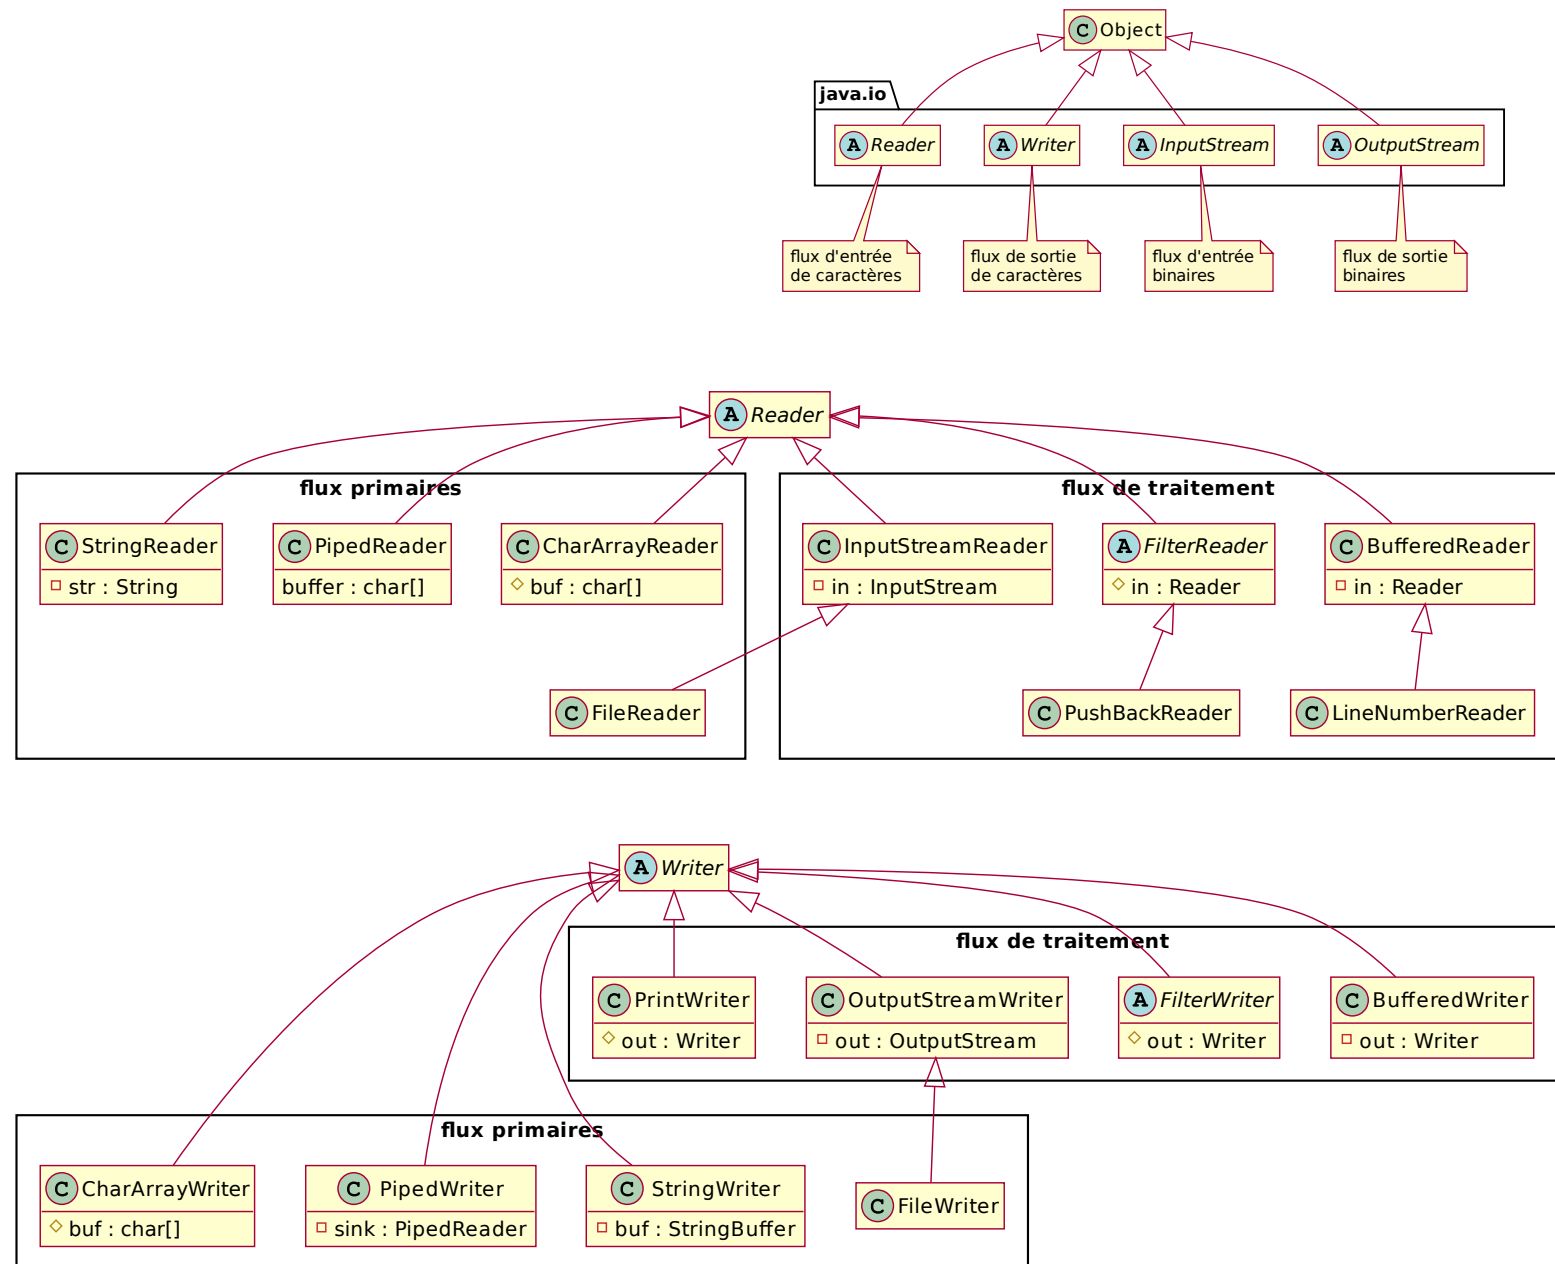 C Object
java.io
A Reader
A Writer
A InputStream
A OutputStream
flux d'entrée
de caractères
flux de sortie
de caractères
flux d'entrée
binaires
flux de sortie
binaires
A Reader
flux primaires
flux de traitement
C StringReader
str : String
C PipedReader
buffer : char[]
C CharArrayReader
buf : char[]
C InputStreamReader
in : InputStream
A FilterReader
in : Reader
C BufferedReader
in : Reader
C FileReader
C PushBackReader
C LineNumberReader
A Writer
flux de traitement
C PrintWriter
out : Writer
C OutputStreamWriter
out : OutputStream
A FilterWriter
out : Writer
C BufferedWriter
out : Writer
flux primaires
C CharArrayWriter
buf : char[]
C PipedWriter
sink : PipedReader
C StringWriter
buf : StringBuffer
C FileWriter